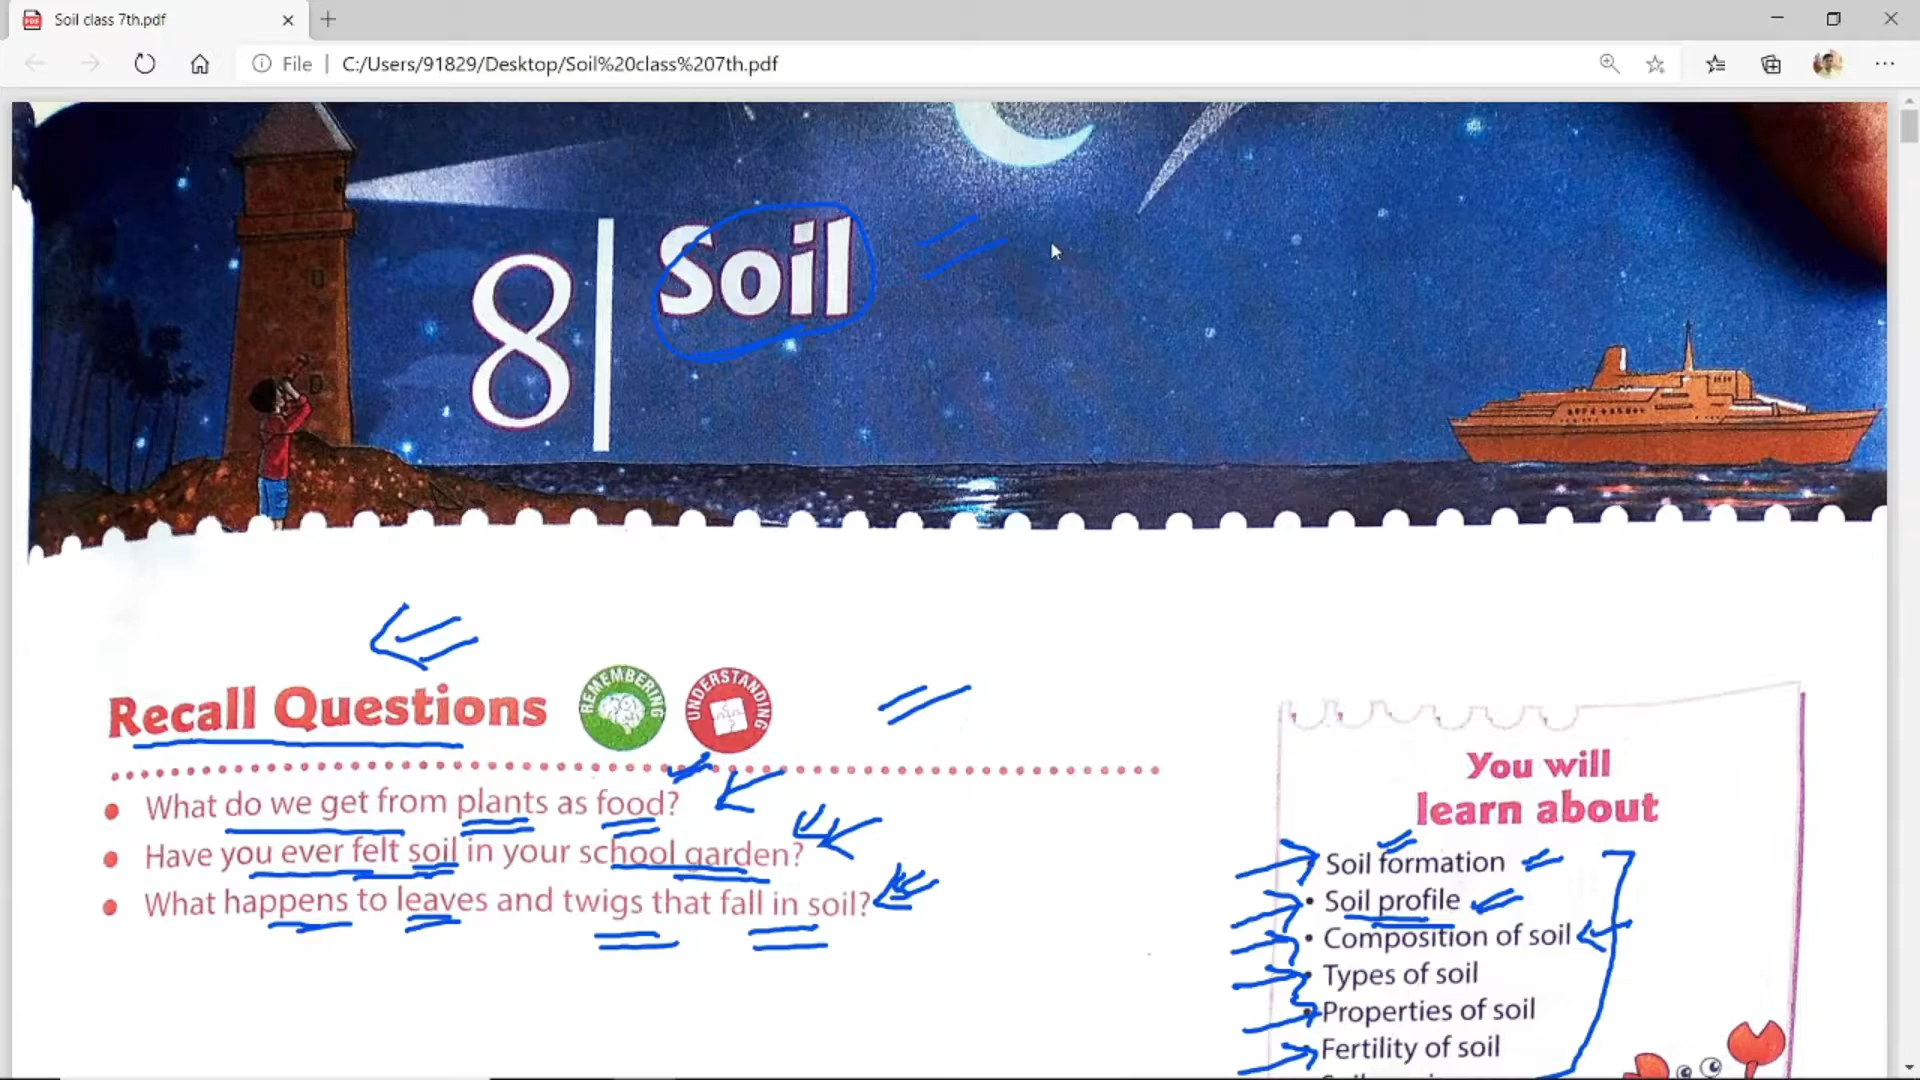 Soil class 7th.pdf
File | C:/Users/91829/Desktop/Soil%20class%207th.pdf
8 | Soil
Recall Questions
REMEMBERING
UNDERSTANDING
• What do we get from plants as food?
• Have you ever felt soil in your school garden?
• What happens to leaves and twigs that fall in soil?
You will
learn about
• Soil formation
• Soil profile
• Composition of soil
• Types of soil
• Properties of soil
• Fertility of soil